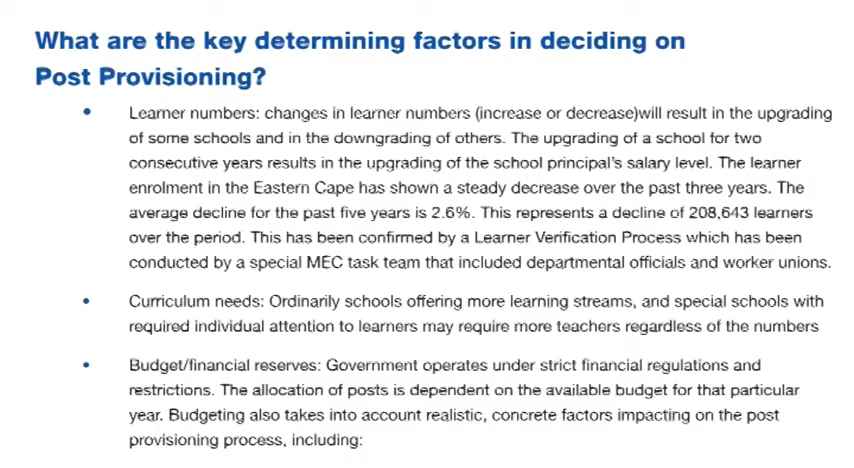 What are the key determining factors in deciding on
Post Provisioning?
• Learner numbers: changes in learner numbers (increase or decrease)will result in the upgrading
of some schools and in the downgrading of others. The upgrading of a school for two
consecutive years results in the upgrading of the school principal's salary level. The learner
enrolment in the Eastern Cape has shown a steady decrease over the past three years. The
average decline for the past five years is 2.6%. This represents a decline of 208,643 learners
over the period. This has been confirmed by a Learner Verification Process which has been
conducted by a special MEC task team that included departmental officials and worker unions.
• Curriculum needs: Ordinarily schools offering more learning streams, and special schools with
required individual attention to learners may require more teachers regardless of the numbers
• Budget/financial reserves: Government operates under strict financial regulations and
restrictions. The allocation of posts is dependent on the available budget for that particular
year. Budgeting also takes into account realistic, concrete factors impacting on the post
provisioning process, including: